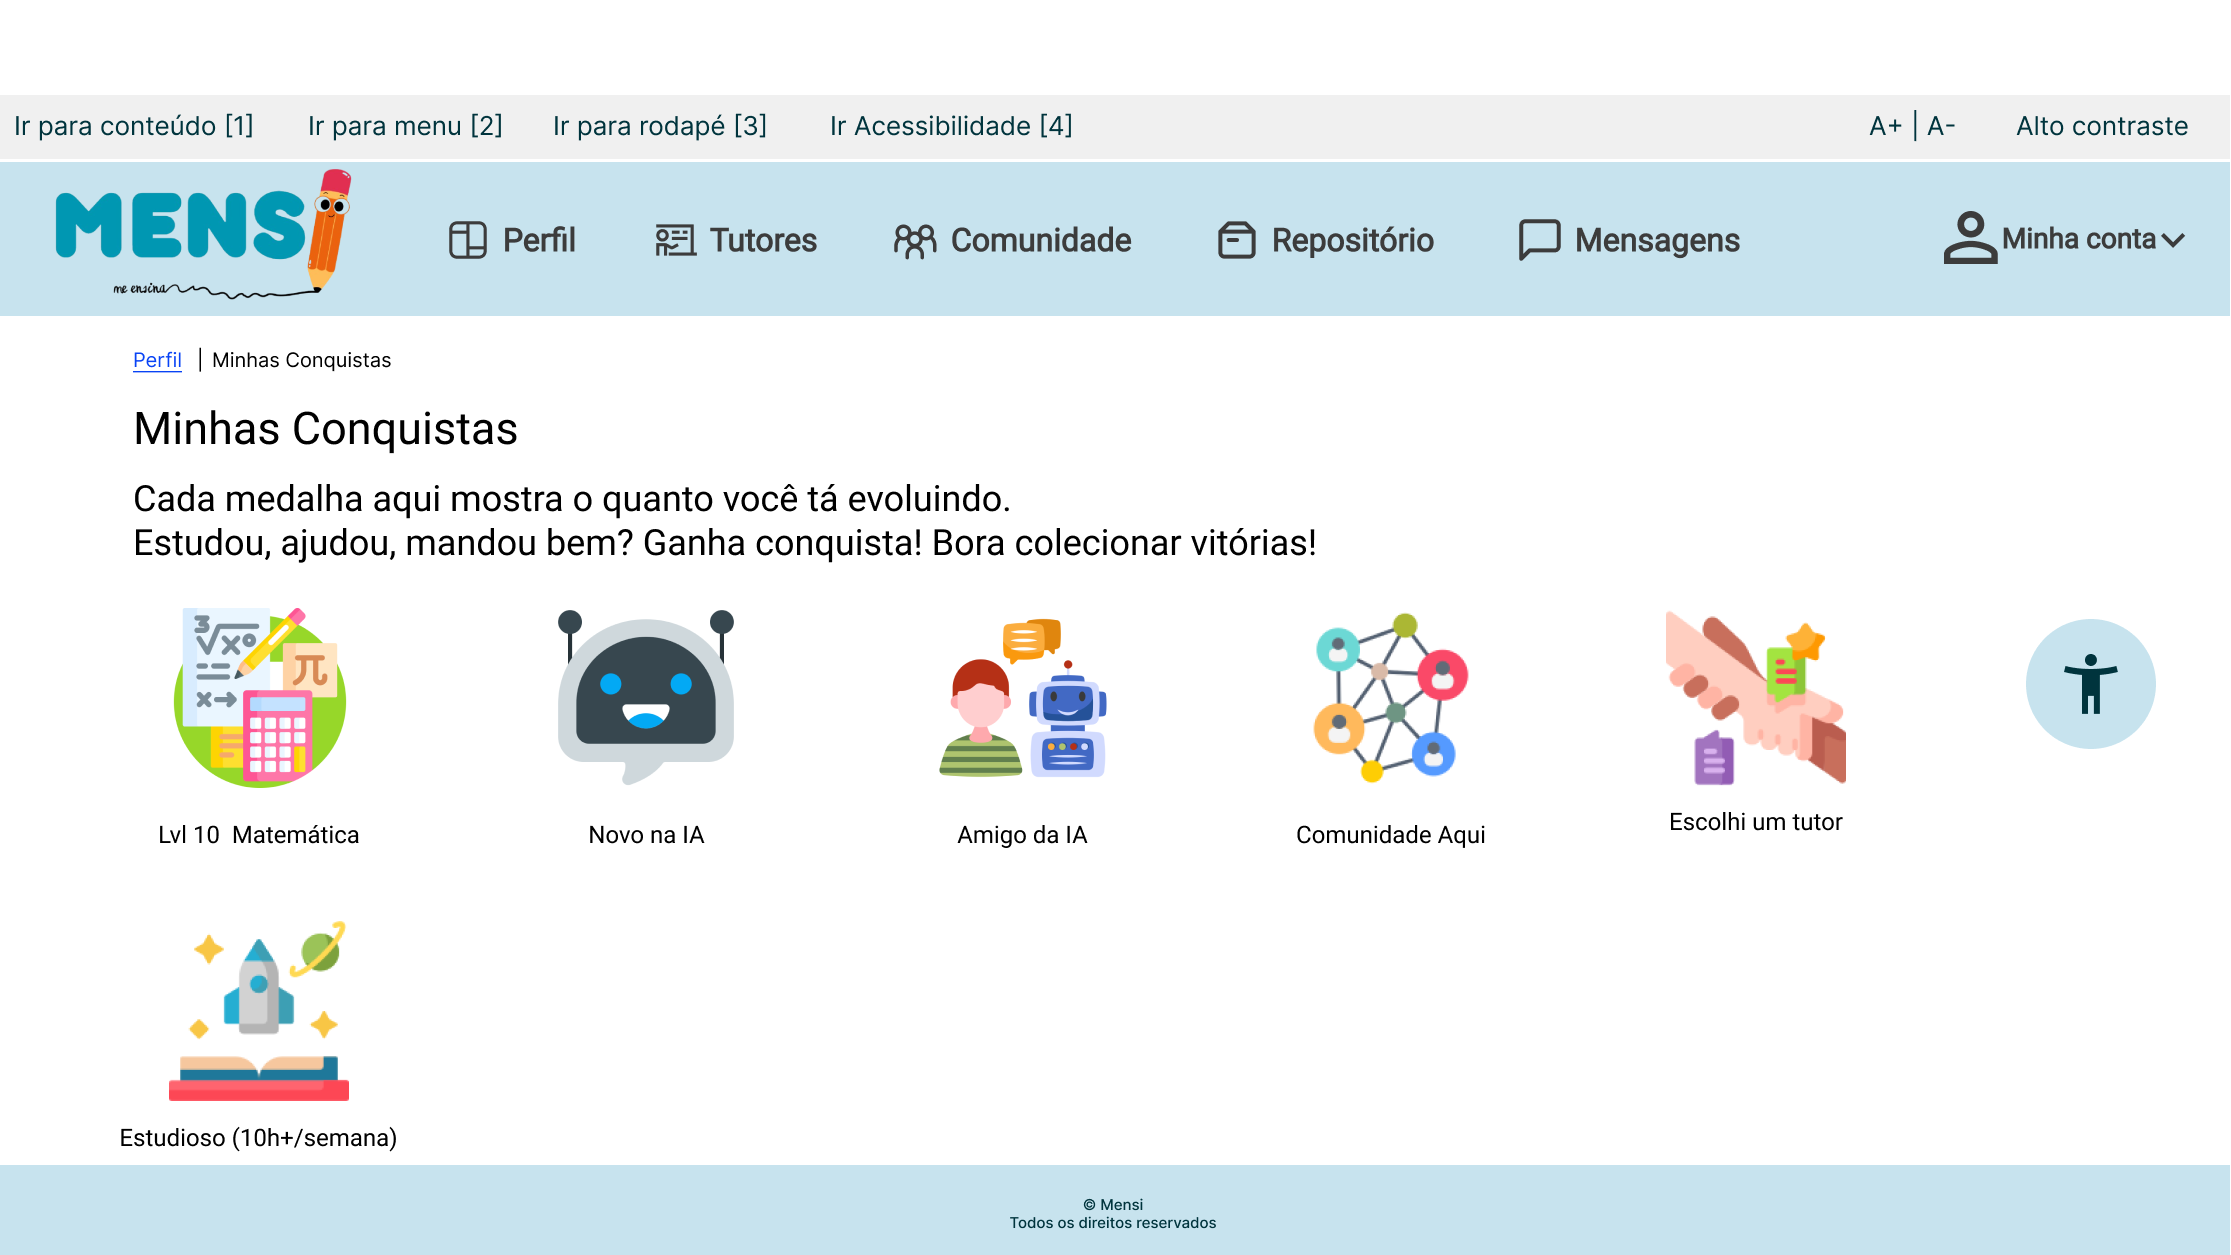 Ir para conteúdo [1] Ir para menu [2] Ir para rodapé [3] Ir Acessibilidade [4] A+ | A- Alto contraste
MENSI
me ensina
Perfil Tutores Comunidade Repositório Mensagens Minha conta
Perfil | Minhas Conquistas
Minhas Conquistas
Cada medalha aqui mostra o quanto você tá evoluindo.
Estudou, ajudou, mandou bem? Ganha conquista! Bora colecionar vitórias!
Lvl 10 Matemática
Novo na IA
Amigo da IA
Comunidade Aqui
Escolhi um tutor
Estudioso (10h+/semana)
© Mensi
Todos os direitos reservados